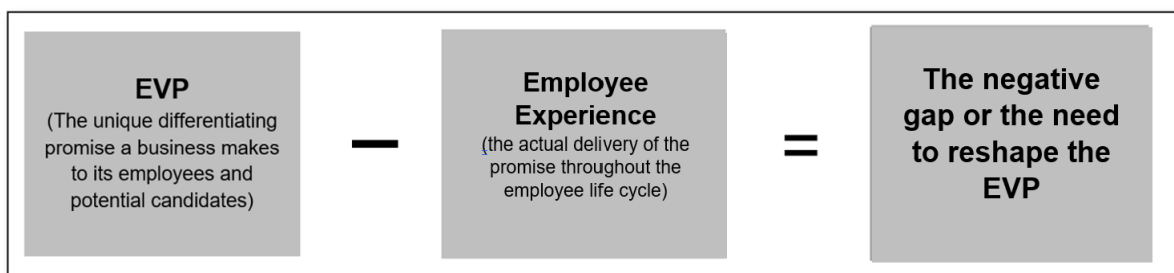 EVP
(The unique differentiating
promise a business makes
to its employees and
potential candidates)
–
Employee
Experience
(the actual delivery of the
promise throughout the
employee life cycle)
=
The negative
gap or the need
to reshape the
EVP